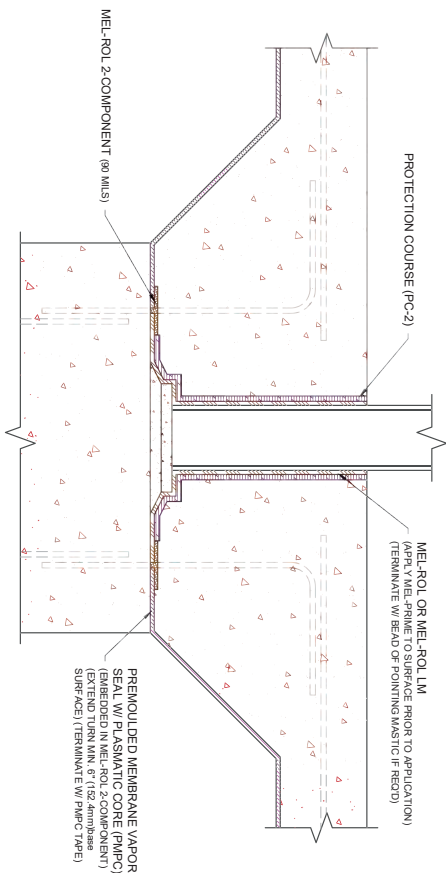 MEL-ROL 2-COMPONENT (90 MILS)
PROTECTION COURSE (PC-2)
MEL-ROL OR MEL-ROL LM
(APPLY MEL-PRIME TO SURFACE PRIOR TO APPLICATION)
(TERMINATE W/ BEAD OF POINTING MASTIC IF REQ'D)
PREMOULDED MEMBRANE VAPOR
SEAL W/ PLASMATIC CORE (PMPC)
(EMBEDDED IN MEL-ROL 2-COMPONENT)
(EXTEND TURN MIN. 6" (152.4mm)base
SURFACE) (TERMINATE W/ PMPC TAPE)